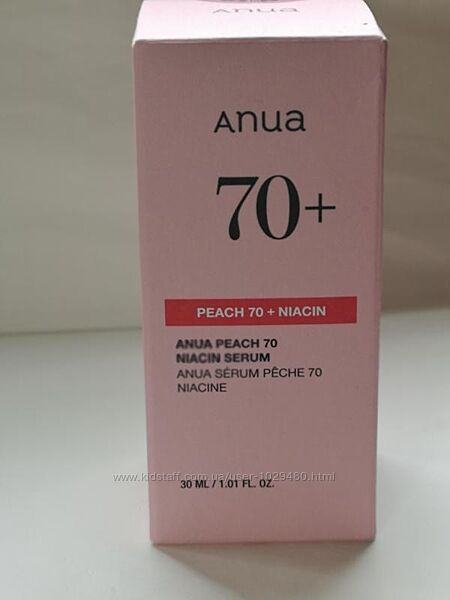 Anua
70+
PEACH 70 + NIACIN
ANUA PEACH 70
NIACIN SERUM
ANUA SÉRUM PÊCHE 70
NIACINE
www.kidstaff.com.ua/user-1029480.html
30 ML / 1.01 FL. OZ.